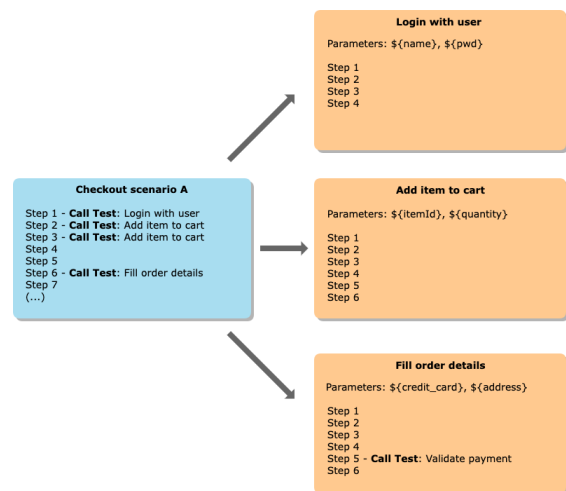 Login with user
Parameters: ${name}, ${pwd}
Step 1
Step 2
Step 3
Step 4
Checkout scenario A
Step 1 - Call Test: Login with user
Step 2 - Call Test: Add item to cart
Step 3 - Call Test: Add item to cart
Step 4
Step 5
Step 6 - Call Test: Fill order details
Step 7
(...)
Add item to cart
Parameters: ${itemId}, ${quantity}
Step 1
Step 2
Step 3
Step 4
Step 5
Step 6
Fill order details
Parameters: ${credit_card}, ${address}
Step 1
Step 2
Step 3
Step 4
Step 5 - Call Test: Validate payment
Step 6